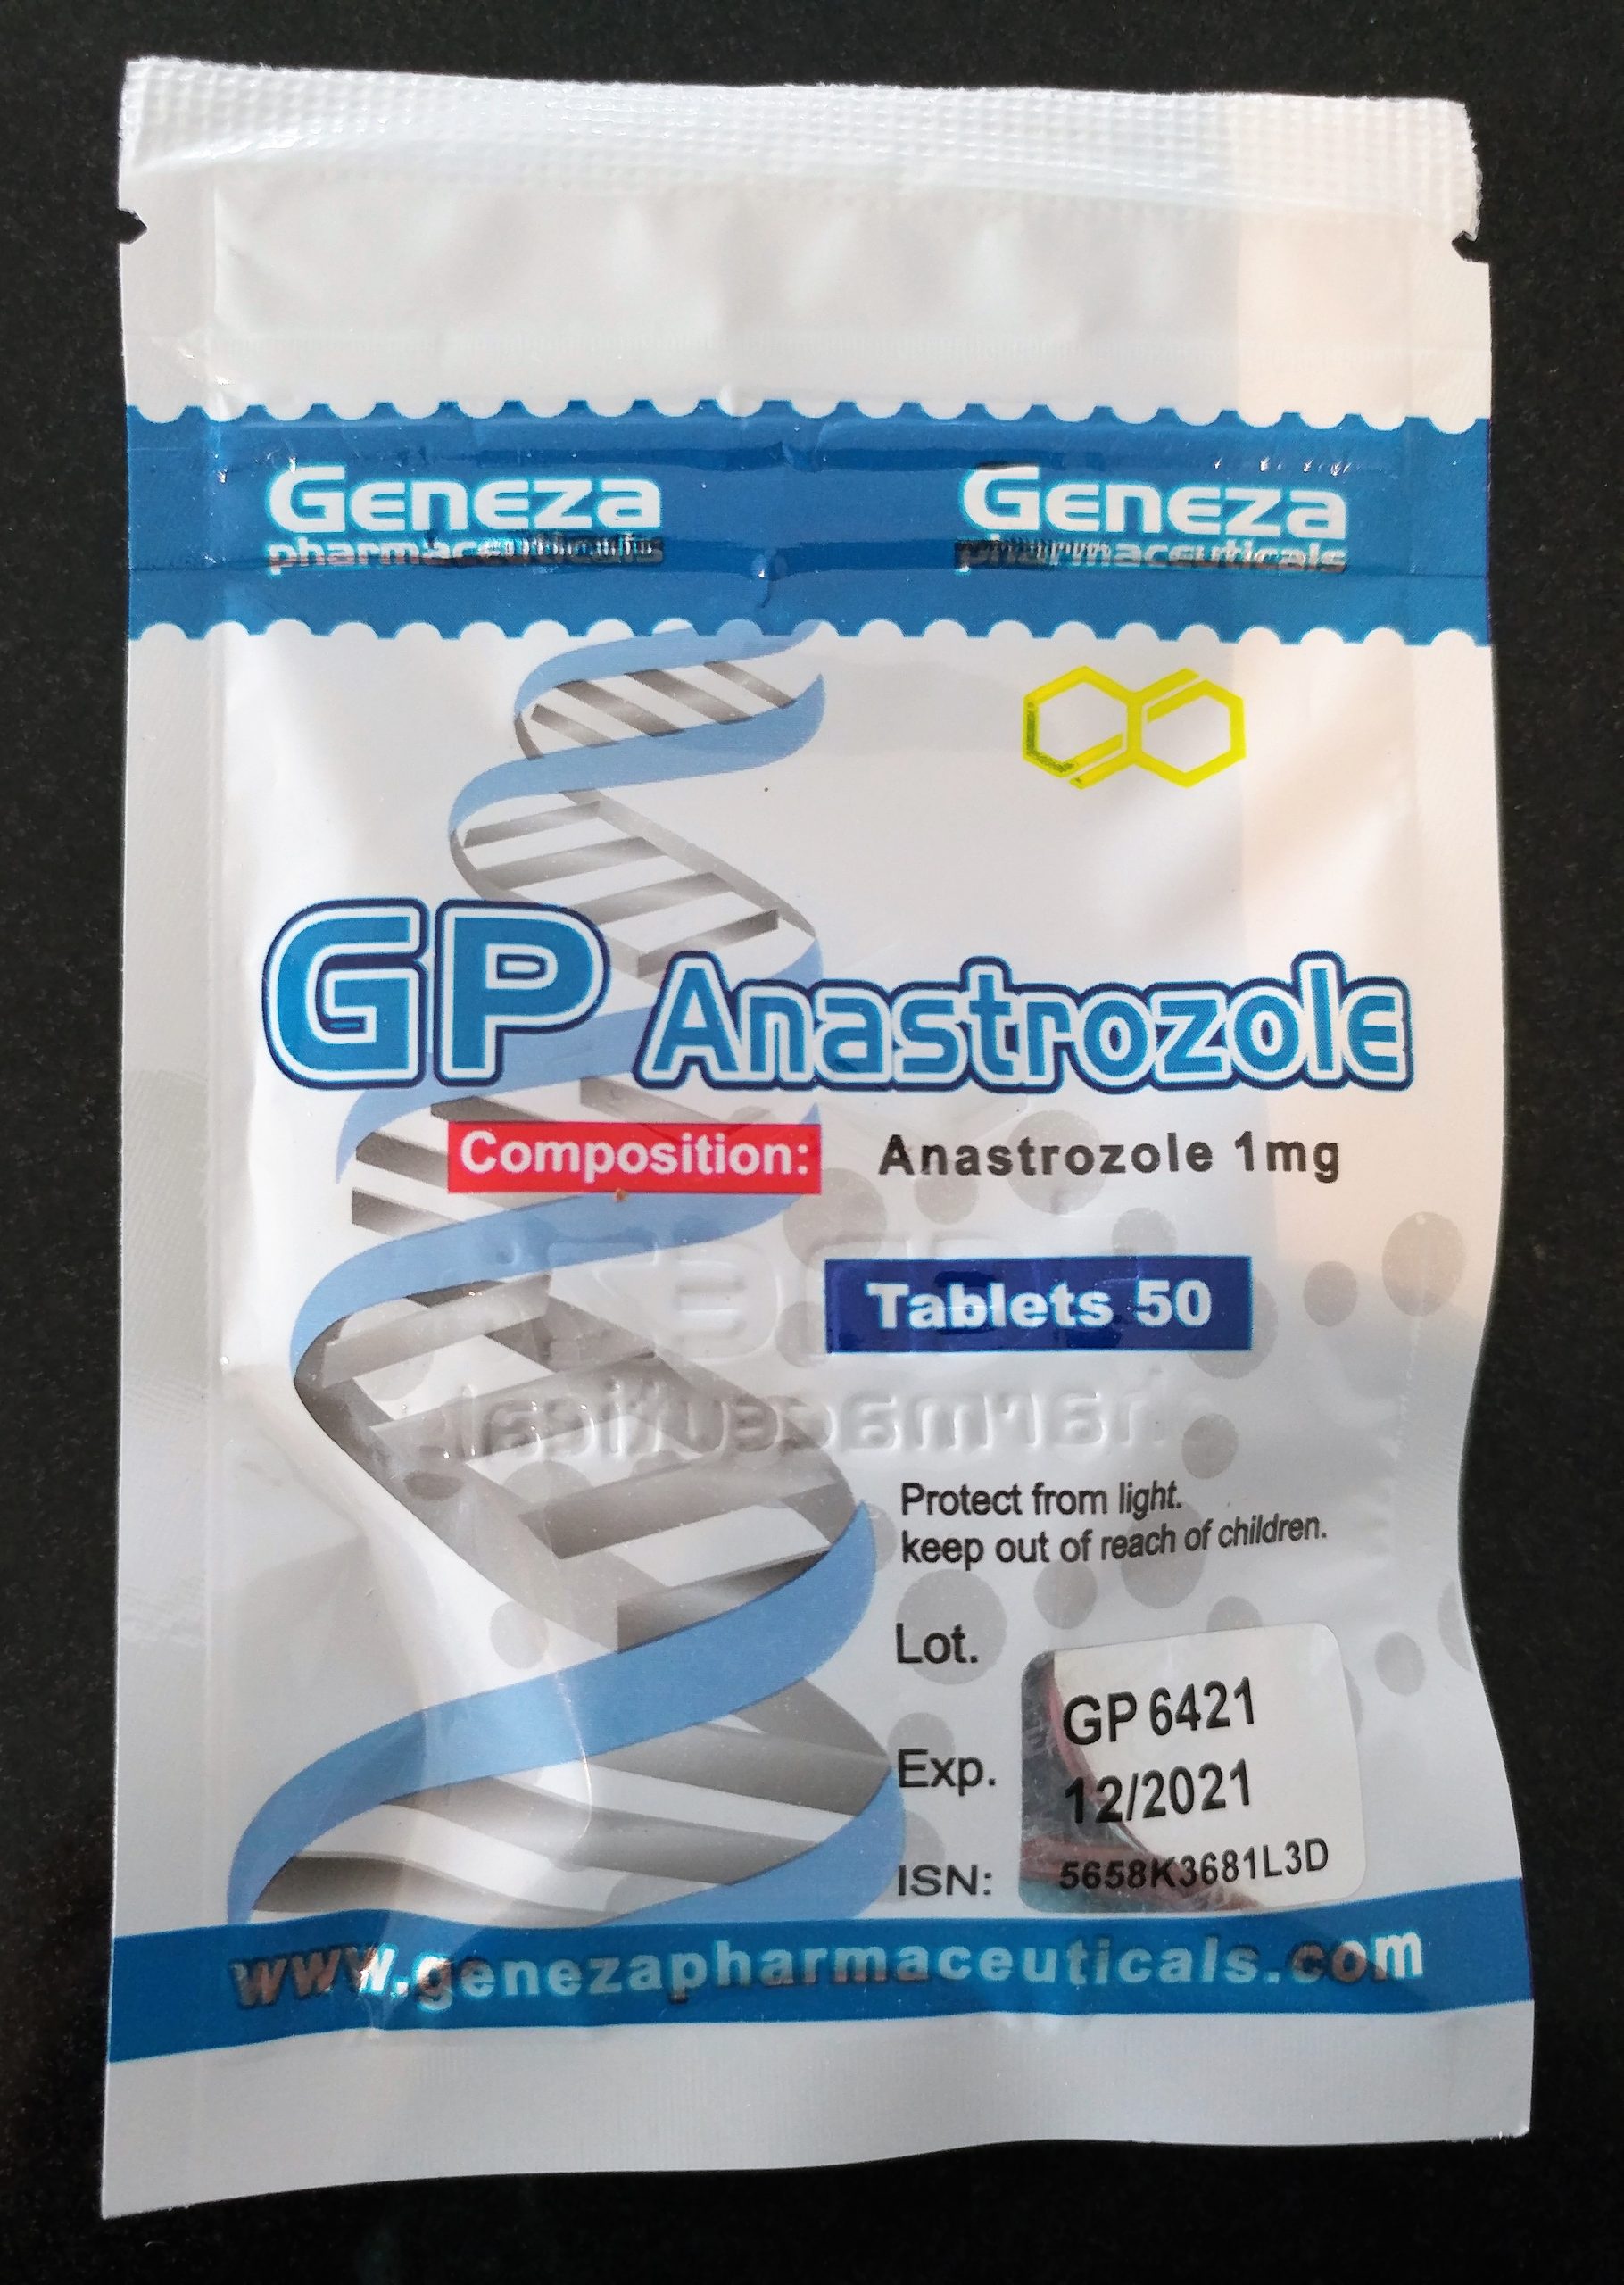 Geneza Geneza
pharmaceuticals pharmaceuticals
GP Anastrozole
Composition: Anastrozole 1mg
Tablets 50
Protect from light.
keep out of reach of children.
Lot. GP 6421
Exp. 12/2021
ISN: 5658K3681L3D
www.genezapharmaceuticals.com